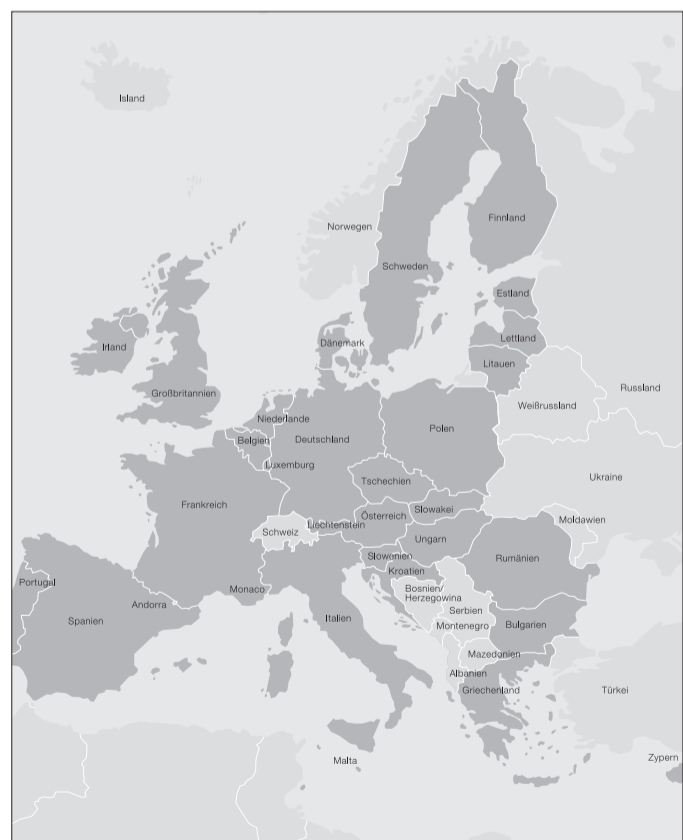 Island
Norwegen
Finnland
Schweden
Estland
Lettland
Litauen
Dänemark
Irland
Großbritannien
Russland
Weißrussland
Niederlande
Belgien
Deutschland
Polen
Luxemburg
Tschechien
Ukraine
Frankreich
Österreich
Slowakei
Moldawien
Schweiz
Liechtenstein
Ungarn
Slowenien
Rumänien
Kroatien
Portugal
Monaco
Bosnien/
Herzegowina
Andorra
Serbien
Spanien
Italien
Montenegro
Bulgarien
Mazedonien
Albanien
Griechenland
Türkei
Malta
Zypern